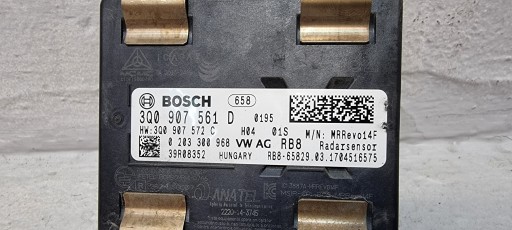 BOSCH 658
3Q0 907 561 D 0195
HW:3Q0 907 572 C H04 01S M/N: MRRevo14F
0 203 300 968 VW AG RB8 Radarsensor
39R08352 HUNGARY RB8-65829.03.1704516575
ANATEL